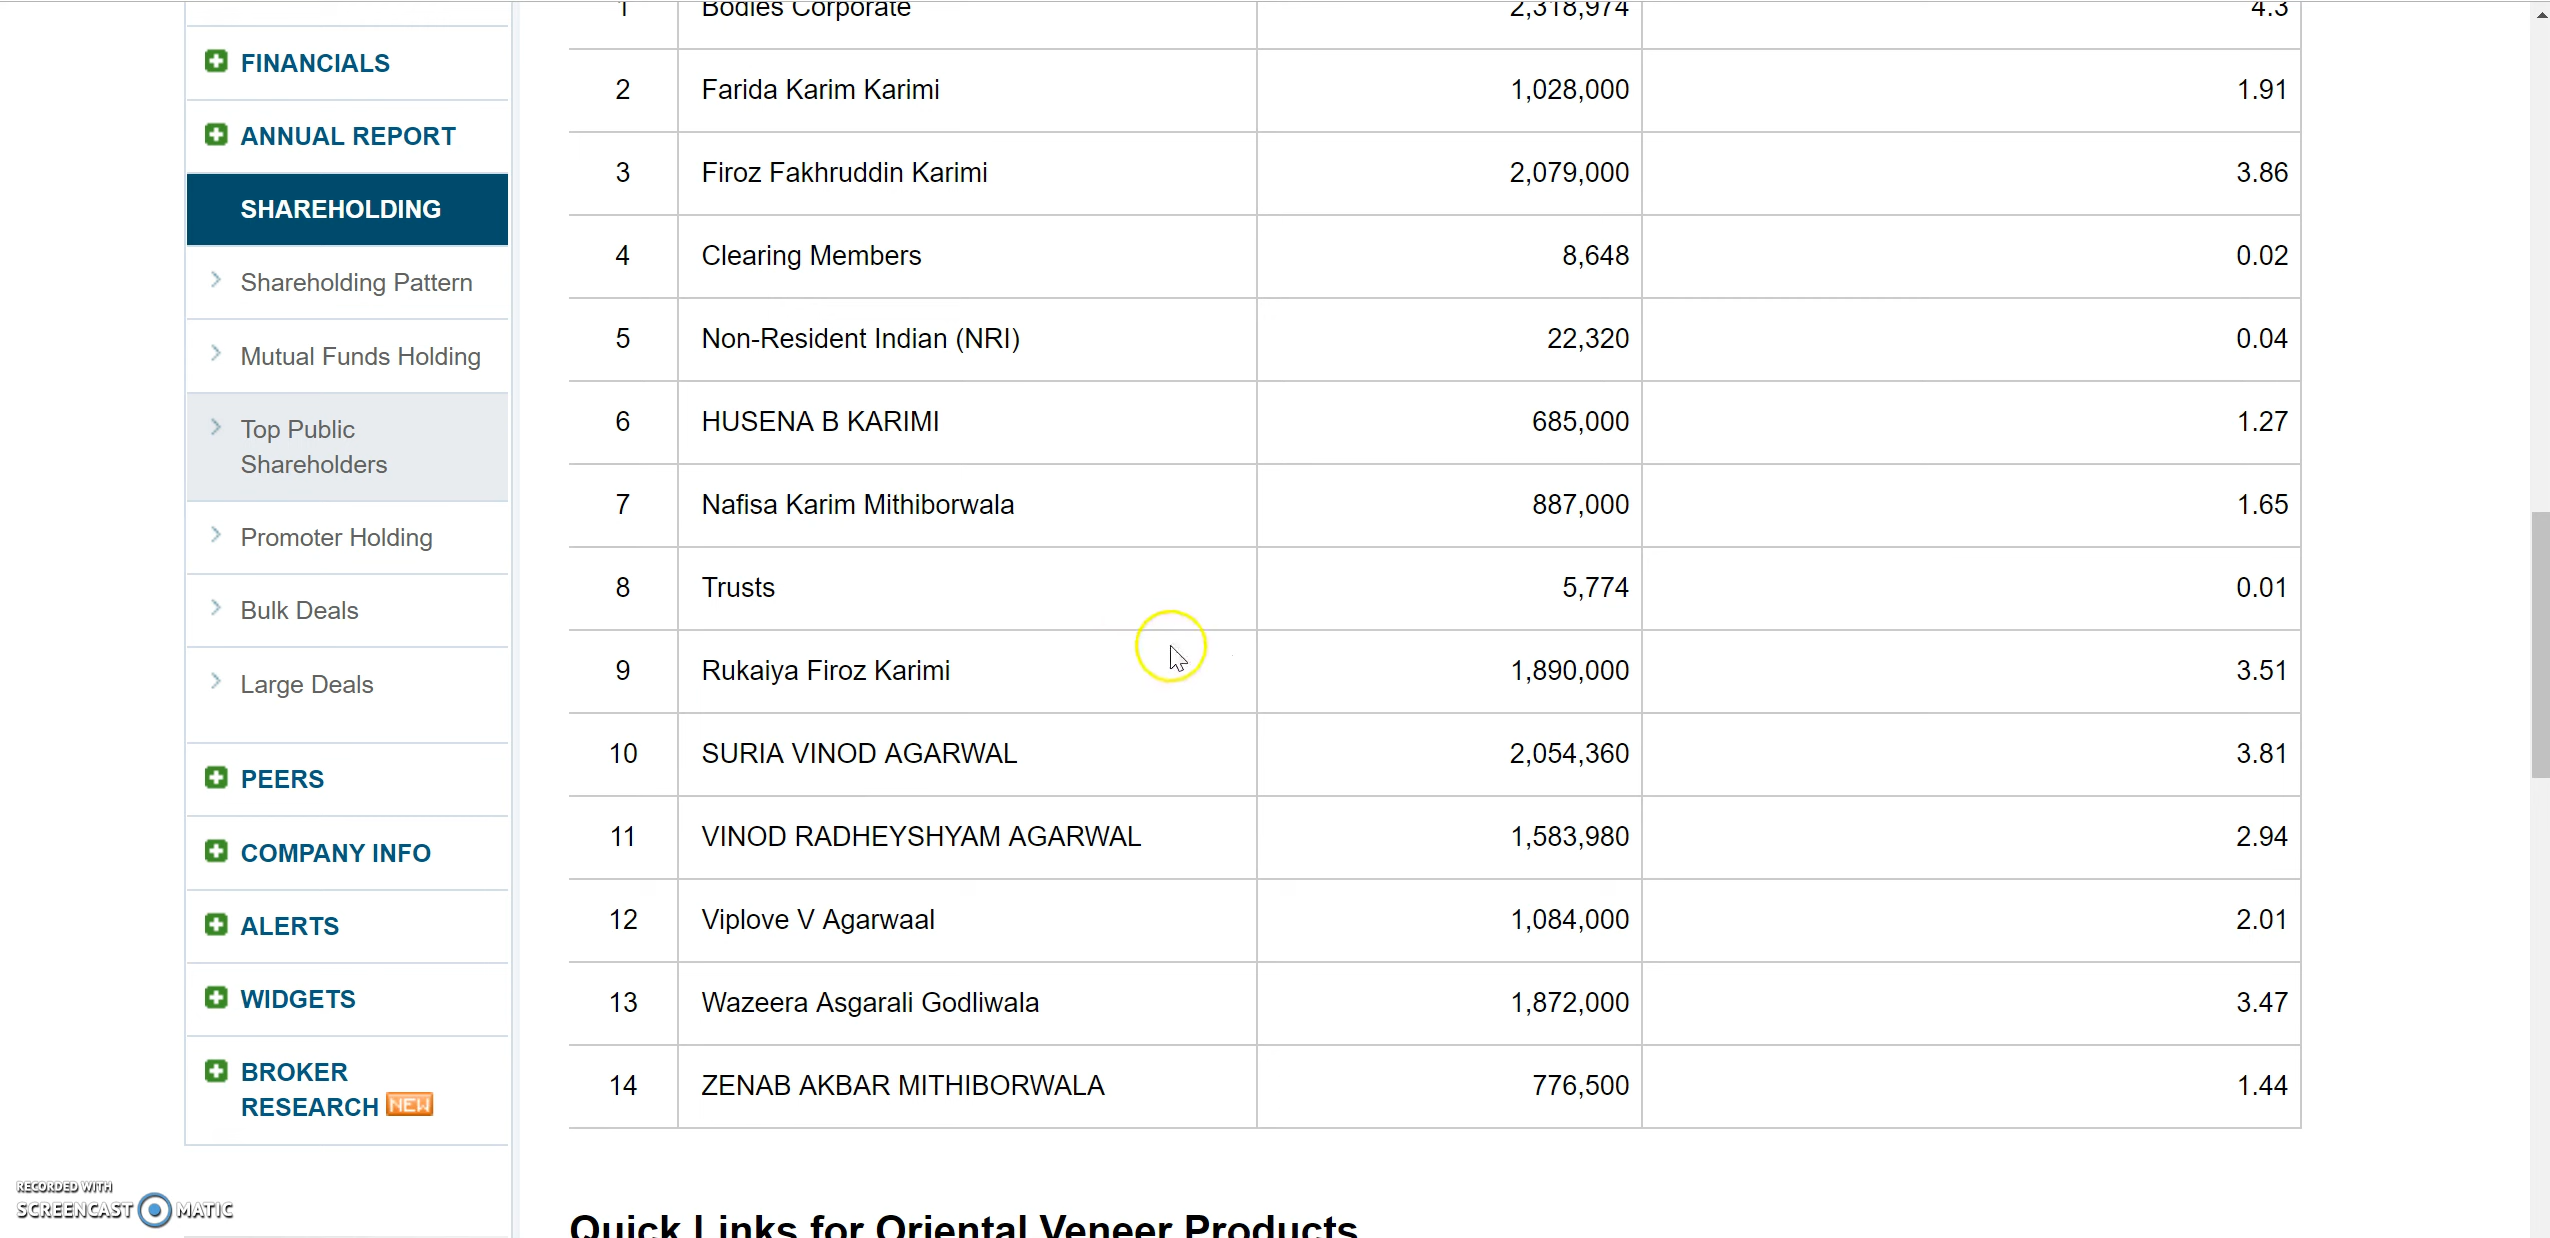 FINANCIALS
ANNUAL REPORT
SHAREHOLDING
Shareholding Pattern
Mutual Funds Holding
Top Public
Shareholders
Promoter Holding
Bulk Deals
Large Deals
PEERS
COMPANY INFO
ALERTS
WIDGETS
BROKER
RESEARCH NEW
1 Bodies Corporate 2,318,974 4.3
2 Farida Karim Karimi 1,028,000 1.91
3 Firoz Fakhruddin Karimi 2,079,000 3.86
4 Clearing Members 8,648 0.02
5 Non-Resident Indian (NRI) 22,320 0.04
6 HUSENA B KARIMI 685,000 1.27
7 Nafisa Karim Mithiborwala 887,000 1.65
8 Trusts 5,774 0.01
9 Rukaiya Firoz Karimi 1,890,000 3.51
10 SURIA VINOD AGARWAL 2,054,360 3.81
11 VINOD RADHEYSHYAM AGARWAL 1,583,980 2.94
12 Viplove V Agarwaal 1,084,000 2.01
13 Wazeera Asgarali Godliwala 1,872,000 3.47
14 ZENAB AKBAR MITHIBORWALA 776,500 1.44
Quick Links for Oriental Veneer Products
RECORDED WITH
SCREENCAST MATIC